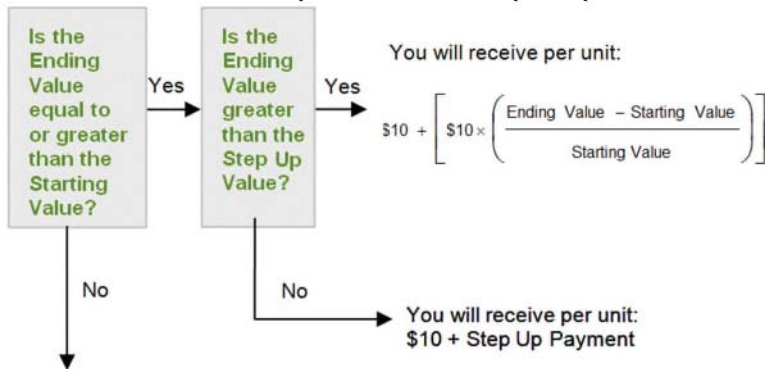 Is the
Ending
Value
equal to
or greater
than the
Starting
Value?
Yes
Is the
Ending
Value
greater
than the
Step Up
Value?
Yes
You will receive per unit:
$10 + [ $10 × ( Ending Value – Starting Value
Starting Value ) ]
No
No
You will receive per unit:
$10 + Step Up Payment